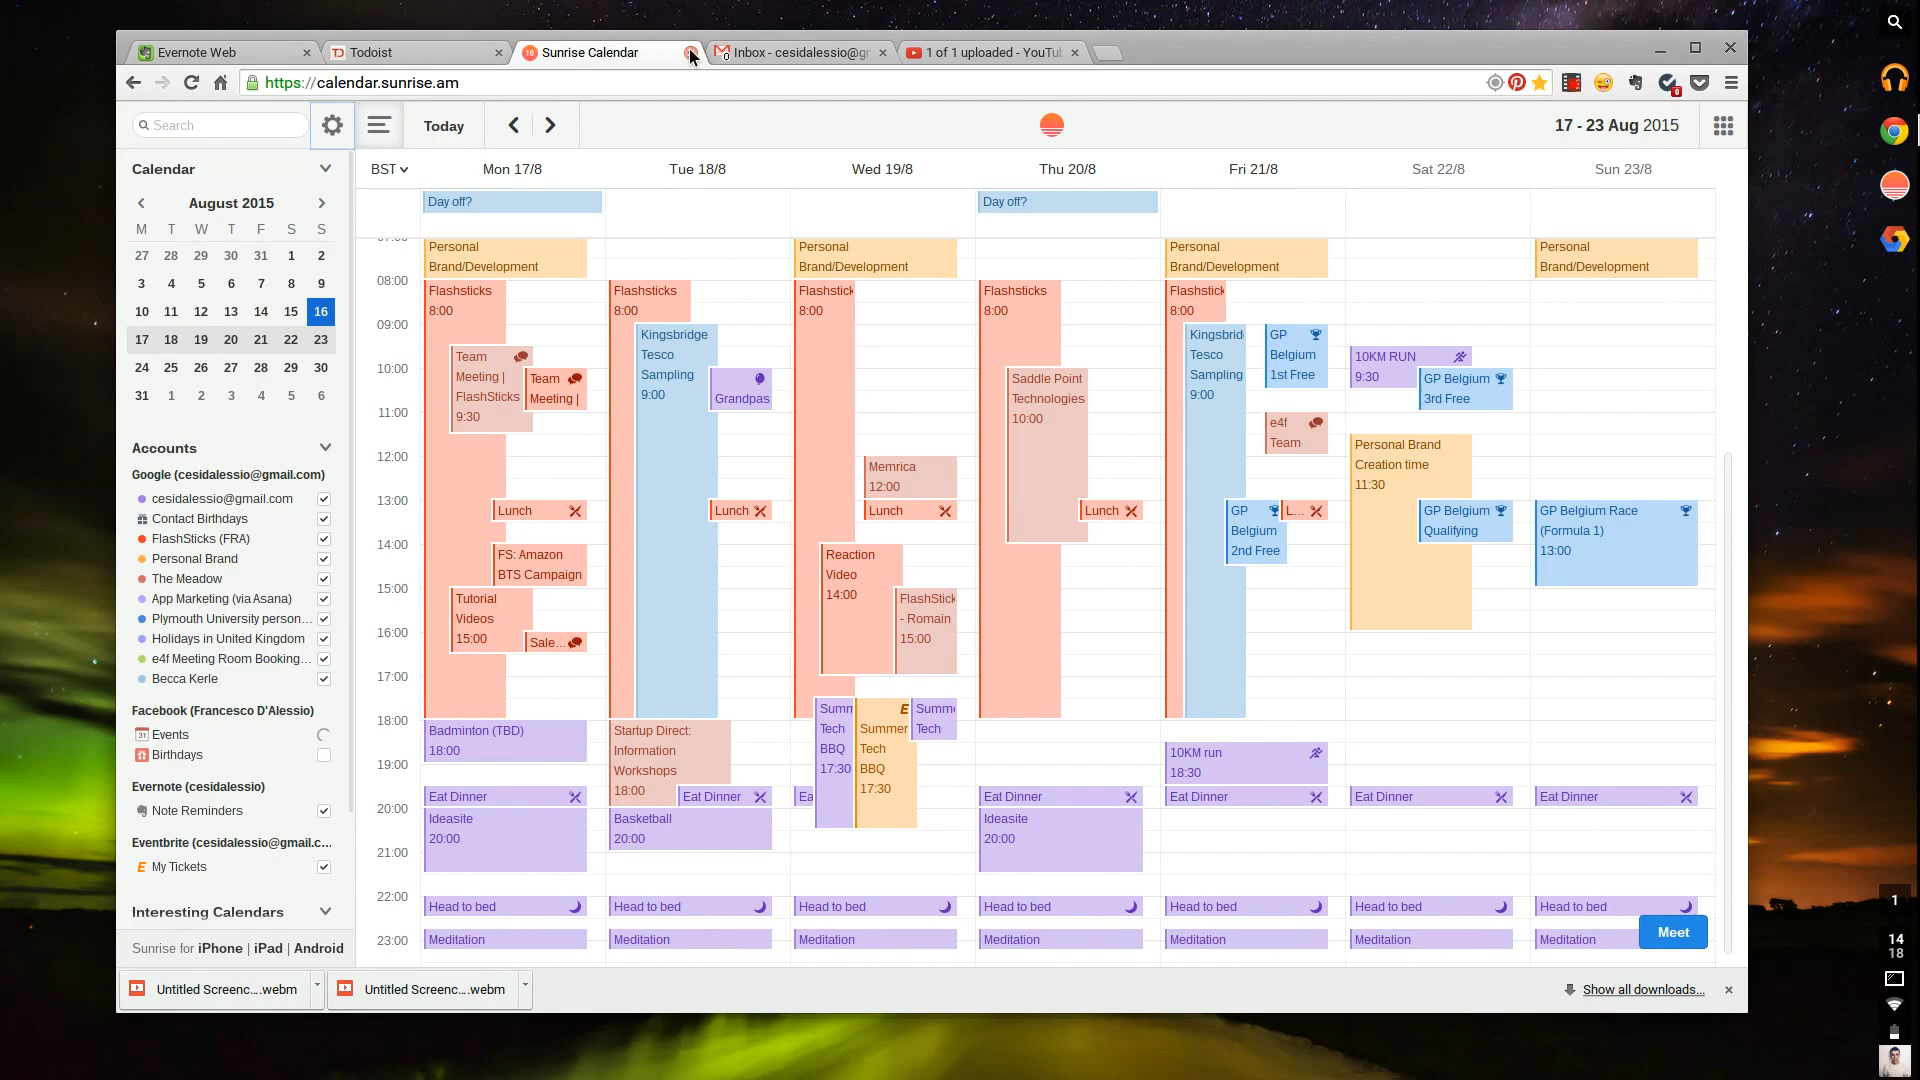 Evernote Web
Todoist
16 Sunrise Calendar
0 Inbox - cesidalessio@g
1 of 1 uploaded - YouTu
https://calendar.sunrise.am
0
Search
Today
17 - 23 Aug 2015
Calendar
August 2015
M T W T F S S
27 28 29 30 31 1 2
3 4 5 6 7 8 9
10 11 12 13 14 15 16
17 18 19 20 21 22 23
24 25 26 27 28 29 30
31 1 2 3 4 5 6
Accounts
Google (cesidalessio@gmail.com)
cesidalessio@gmail.com
Contact Birthdays
FlashSticks (FRA)
Personal Brand
The Meadow
App Marketing (via Asana)
Plymouth University person...
Holidays in United Kingdom
e4f Meeting Room Booking...
Becca Kerle
Facebook (Francesco D'Alessio)
31 Events
Birthdays
Evernote (cesidalessio)
Note Reminders
Eventbrite (cesidalessio@gmail.c...
E My Tickets
Interesting Calendars
Sunrise for iPhone | iPad | Android
BST
Mon 17/8
Tue 18/8
Wed 19/8
Thu 20/8
Fri 21/8
Sat 22/8
Sun 23/8
08:00
09:00
10:00
11:00
12:00
13:00
14:00
15:00
16:00
17:00
18:00
19:00
20:00
21:00
22:00
23:00
Day off?
Personal
Brand/Development
Flashsticks
8:00
Team
Meeting |
FlashSticks
9:30
Team
Meeting |
Lunch
FS: Amazon
BTS Campaign
Tutorial
Videos
15:00
Sale...
Badminton (TBD)
18:00
Eat Dinner
Ideasite
20:00
Head to bed
Meditation
Flashsticks
8:00
Kingsbridge
Tesco
Sampling
9:00
Grandpas
Lunch
Startup Direct:
Information
Workshops
18:00
Eat Dinner
Basketball
20:00
Head to bed
Meditation
Personal
Brand/Development
Flashstick
8:00
Memrica
12:00
Lunch
Reaction
Video
14:00
FlashStick
- Romain
15:00
Summ
Tech
BBQ
17:30
E
Summer
Tech
BBQ
17:30
Summ
Tech
Ea
Head to bed
Meditation
Day off?
Flashsticks
8:00
Saddle Point
Technologies
10:00
Lunch
Eat Dinner
Ideasite
20:00
Head to bed
Meditation
Personal
Brand/Development
Flashstick
8:00
Kingsbrid
Tesco
Sampling
9:00
GP
Belgium
1st Free
e4f
Team
GP
Belgium
2nd Free
L...
10KM run
18:30
Eat Dinner
Head to bed
Meditation
10KM RUN
9:30
GP Belgium
3rd Free
Personal Brand
Creation time
11:30
GP Belgium
Qualifying
Eat Dinner
Head to bed
Meditation
Personal
Brand/Development
GP Belgium Race
(Formula 1)
13:00
Eat Dinner
Head to bed
Meditation
Meet
Untitled Screenc....webm
Untitled Screenc....webm
Show all downloads...
1
14
18